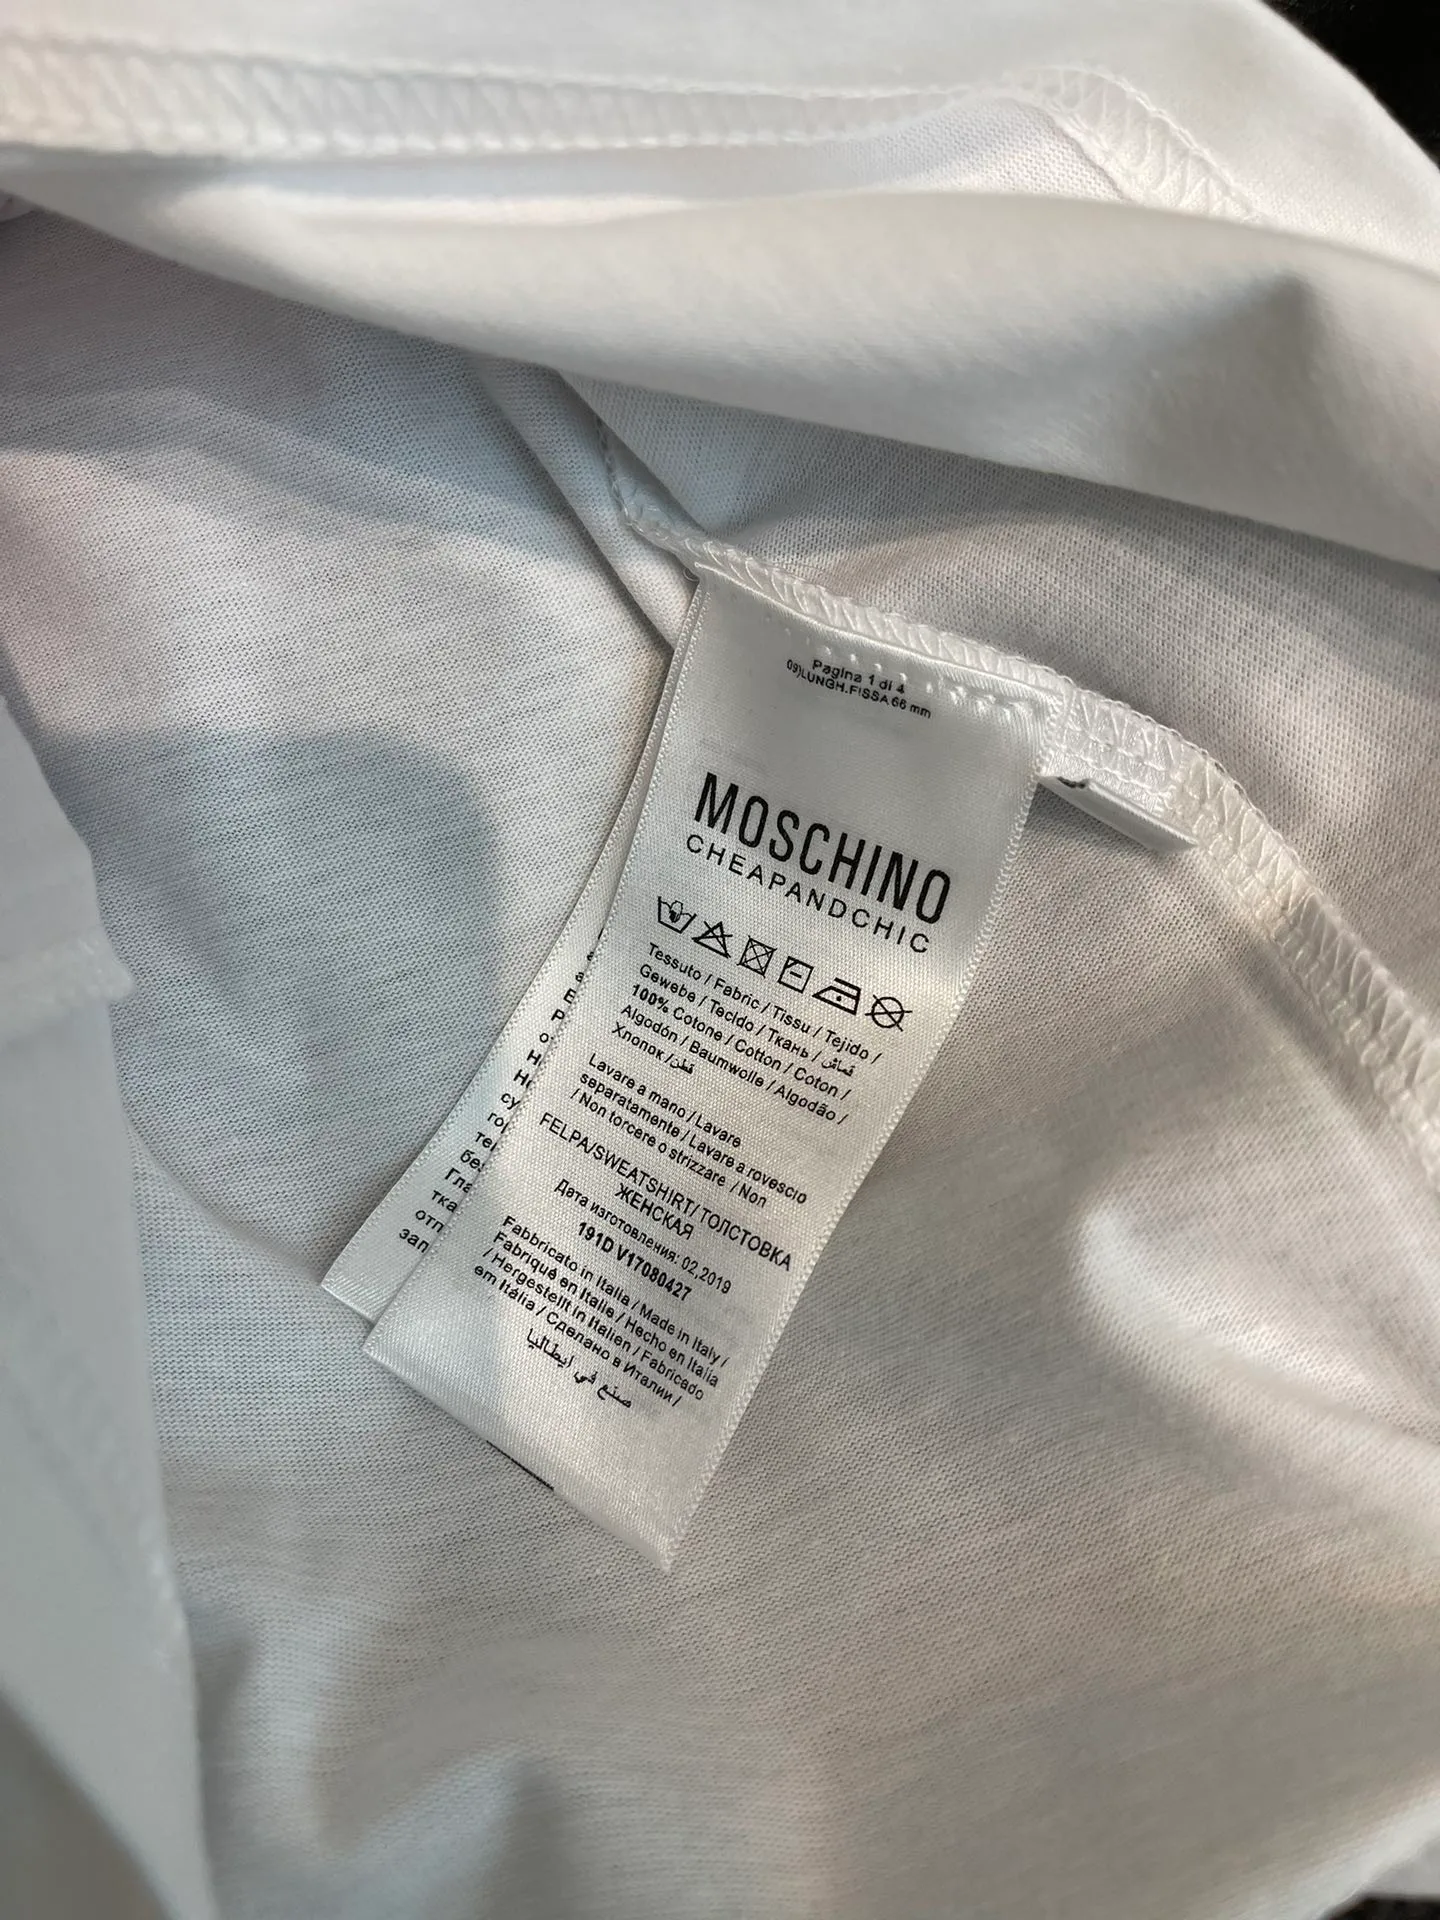 Pagina 1 di 4
09)LUNGH.FISSA 66 mm
MOSCHINO
CHEAPANDCHIC
Tessuto / Fabric / Tissu / Tejido /
Gewebe / Tecido / Ткань / قماش
100% Cotone / Cotton / Coton /
Algodón / Baumwolle / Algodão /
Хлопок / قطن
Lavare a mano / Lavare
separatamente / Lavare a rovescio
/ Non torcere o strizzare / Non
FELPA/SWEATSHIRT/ТОЛСТОВКА
ЖЕНСКАЯ
Дата изготовления: 02,2019
191D V17080427
Fabbricato in Italia / Made in Italy /
Fabriqué en Italie / Hecho en Italia
/ Hergestellt in Italien / Fabricado
em Itália / Сделано в Италии /
صنع في إيطاليا